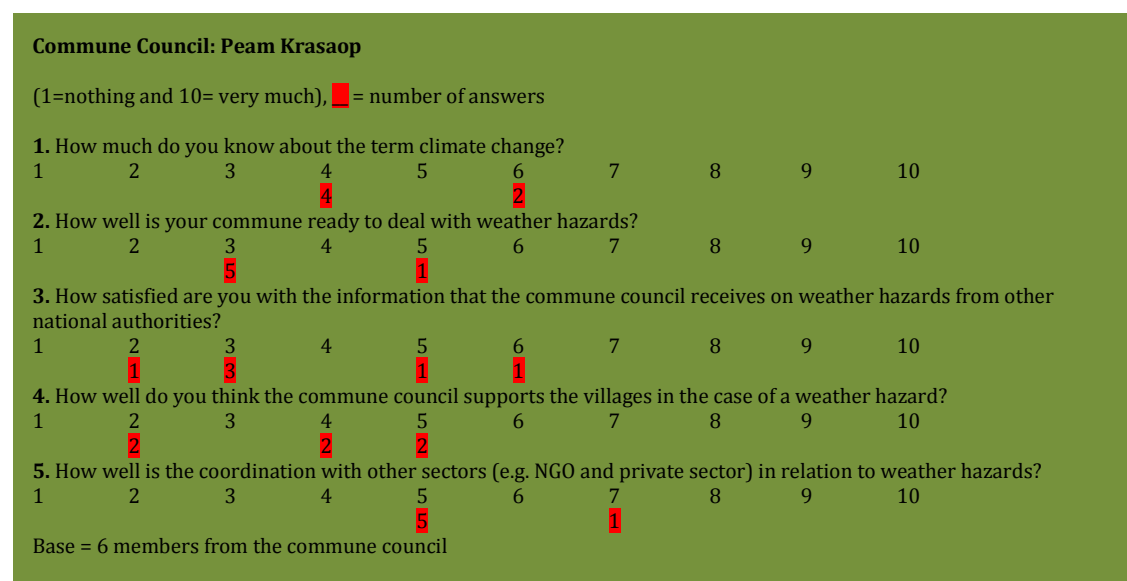 Commune Council: Peam Krasaop
(1=nothing and 10= very much), __ = number of answers
1. How much do you know about the term climate change?
1 2 3 4 5 6 7 8 9 10
4 2
2. How well is your commune ready to deal with weather hazards?
1 2 3 4 5 6 7 8 9 10
5 1
3. How satisfied are you with the information that the commune council receives on weather hazards from other
national authorities?
1 2 3 4 5 6 7 8 9 10
1 3 1 1
4. How well do you think the commune council supports the villages in the case of a weather hazard?
1 2 3 4 5 6 7 8 9 10
2 2 2
5. How well is the coordination with other sectors (e.g. NGO and private sector) in relation to weather hazards?
1 2 3 4 5 6 7 8 9 10
5 1
Base = 6 members from the commune council